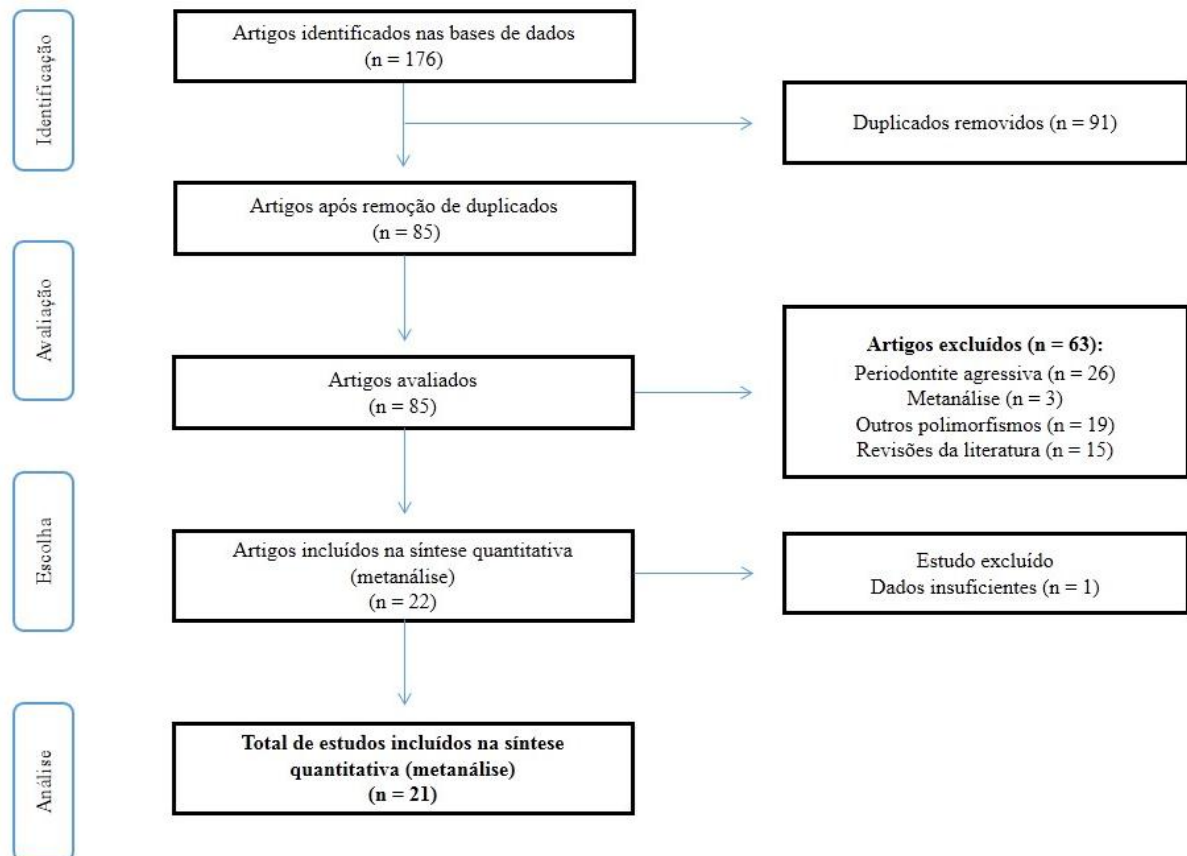 Identificação
Artigos identificados nas bases de dados
(n = 176)
Duplicados removidos (n = 91)
Artigos após remoção de duplicados
(n = 85)
Avaliação
Artigos avaliados
(n = 85)
Artigos excluídos (n = 63):
Periodontite agressiva (n = 26)
Metanálise (n = 3)
Outros polimorfismos (n = 19)
Revisões da literatura (n = 15)
Escolha
Artigos incluídos na síntese quantitativa
(metanálise)
(n = 22)
Estudo excluído
Dados insuficientes (n = 1)
Análise
Total de estudos incluídos na síntese
quantitativa (metanálise)
(n = 21)